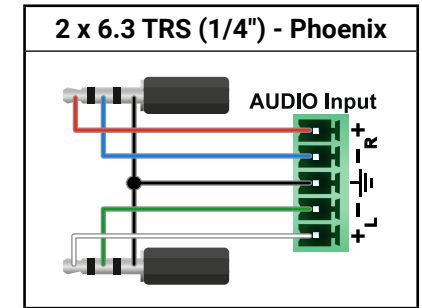 2 x 6.3 TRS (1/4") - Phoenix
AUDIO Input
+
R
-
-
L
+